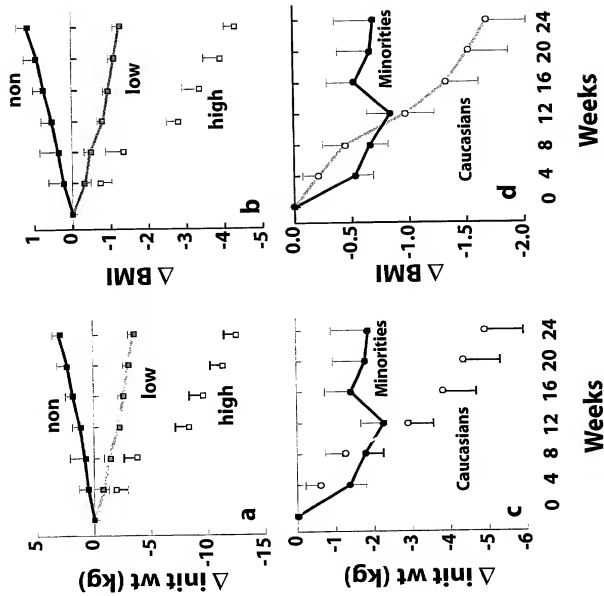 Δ init wt (kg)
5
0
-5
-10
-15
non
low
high
a
Δ BMI
1
0
-1
-2
-3
-4
-5
non
low
high
b
Δ init wt (kg)
0
-1
-2
-3
-4
-5
-6
Minorities
Caucasians
c
0 4 8 12 16 20 24
Weeks
Δ BMI
0.0
-0.5
-1.0
-1.5
-2.0
Minorities
Caucasians
d
0 4 8 12 16 20 24
Weeks